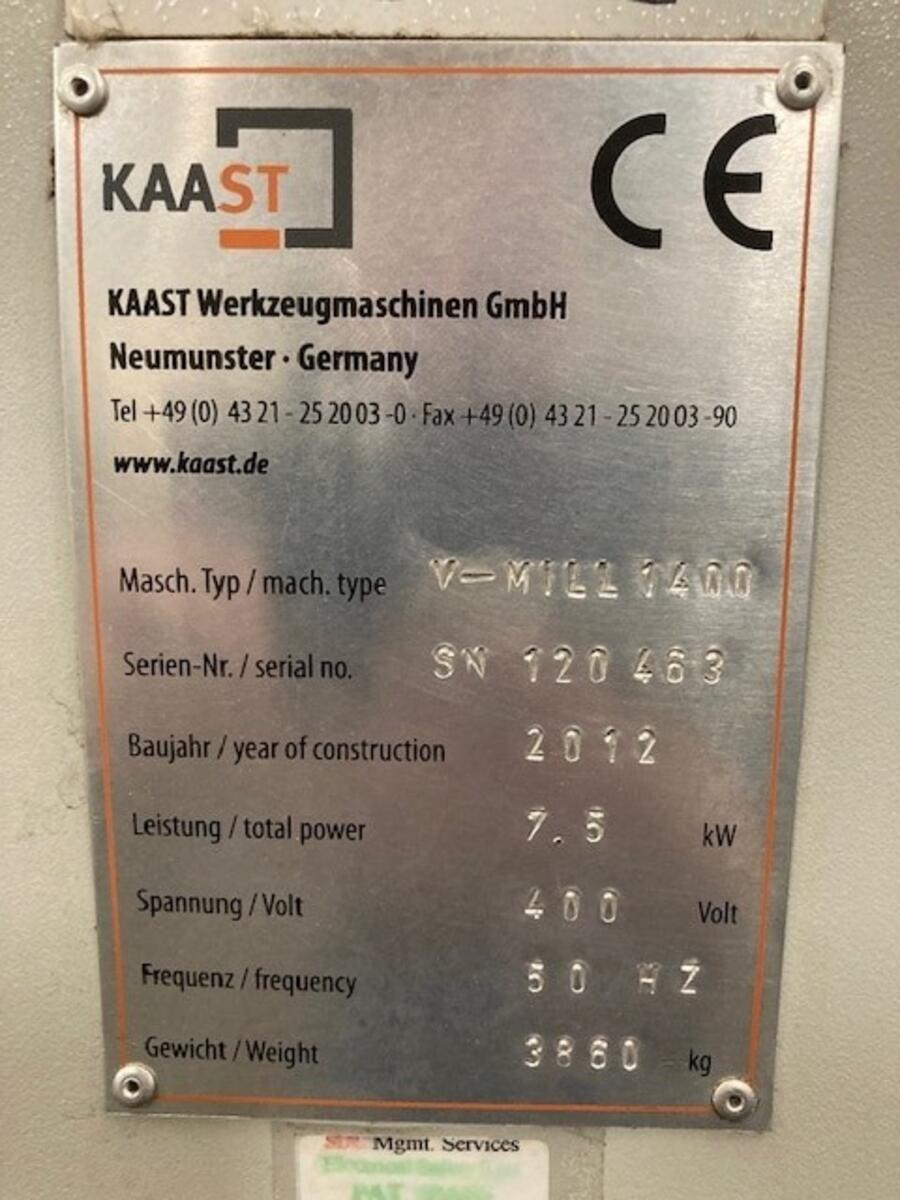 KAAST
CE
KAAST Werkzeugmaschinen GmbH
Neumunster · Germany
Tel +49 (0) 43 21 - 25 20 03 -0 · Fax +49 (0) 43 21 - 25 20 03 -90
www.kaast.de
Masch. Typ / mach. type V-MILL 1400
Serien-Nr. / serial no. SN 120 463
Baujahr / year of construction 2012
Leistung / total power 7.5 kW
Spannung / Volt 400 Volt
Frequenz / frequency 50 HZ
Gewicht / Weight 3860 kg
Mgmt. Services
PAT